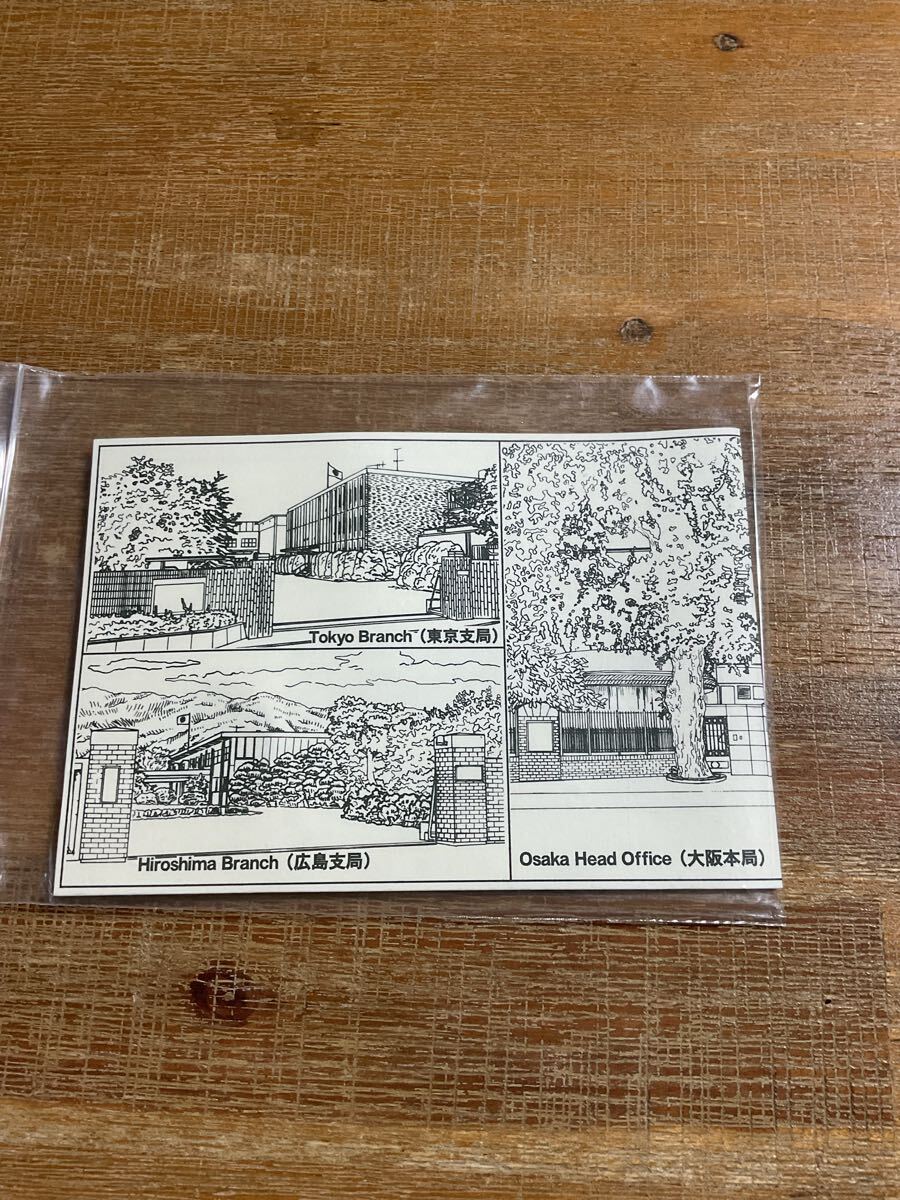 Tokyo Branch (東京支局)
Hiroshima Branch (広島支局)
Osaka Head Office (大阪本局)